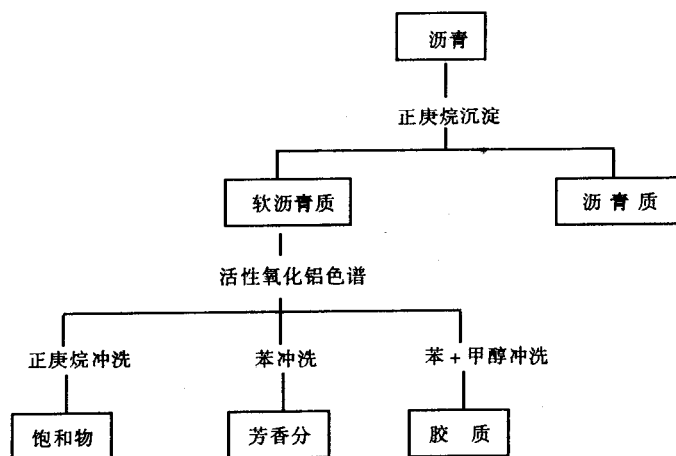 沥青
正庚烷沉淀
软沥青质
沥青质
活性氧化铝色谱
正庚烷冲洗
苯冲洗
苯+甲醇冲洗
饱和物
芳香分
胶质